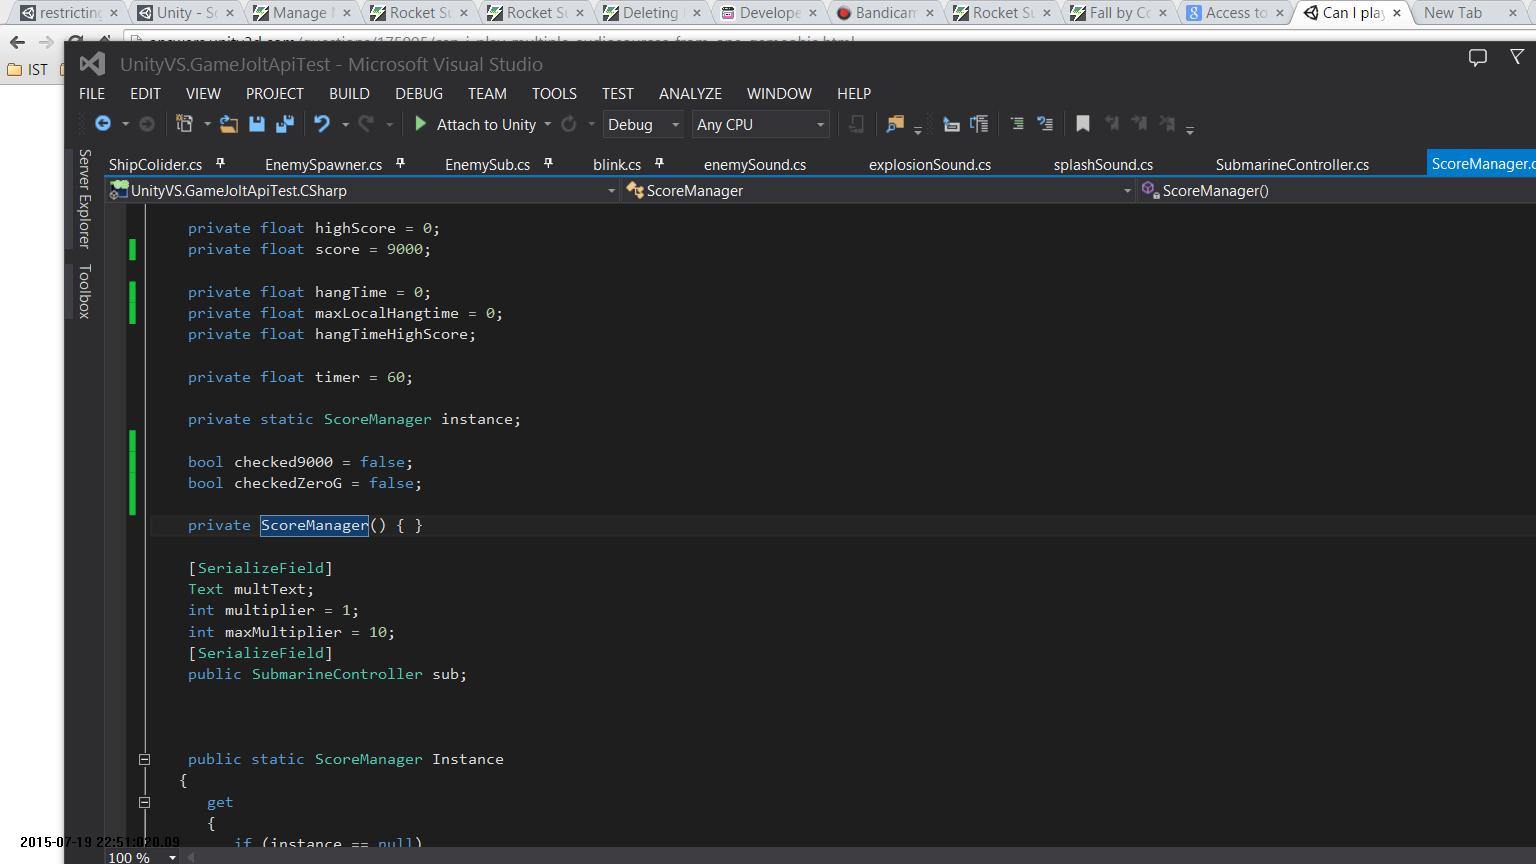 restricting
Unity - Sc
Manage
Rocket Su
Rocket Su
Deleting
Develope
Bandicam
Rocket Su
Fall by Co
Access to
Can I play
New Tab
IST
UnityVS.GameJoltApiTest - Microsoft Visual Studio
FILE EDIT VIEW PROJECT BUILD DEBUG TEAM TOOLS TEST ANALYZE WINDOW HELP
Attach to Unity Debug Any CPU
Server Explorer
Toolbox
ShipColider.cs EnemySpawner.cs EnemySub.cs blink.cs enemySound.cs explosionSound.cs splashSound.cs SubmarineController.cs ScoreManager.c
UnityVS.GameJoltApiTest.CSharp ScoreManager ScoreManager()
private float highScore = 0;
private float score = 9000;
private float hangTime = 0;
private float maxLocalHangtime = 0;
private float hangTimeHighScore;
private float timer = 60;
private static ScoreManager instance;
bool checked9000 = false;
bool checkedZeroG = false;
private ScoreManager() { }
[SerializeField]
Text multText;
int multiplier = 1;
int maxMultiplier = 10;
[SerializeField]
public SubmarineController sub;
public static ScoreManager Instance
{
get
{
if (instance == null)
2015-07-19 22:51:020.09
100 %